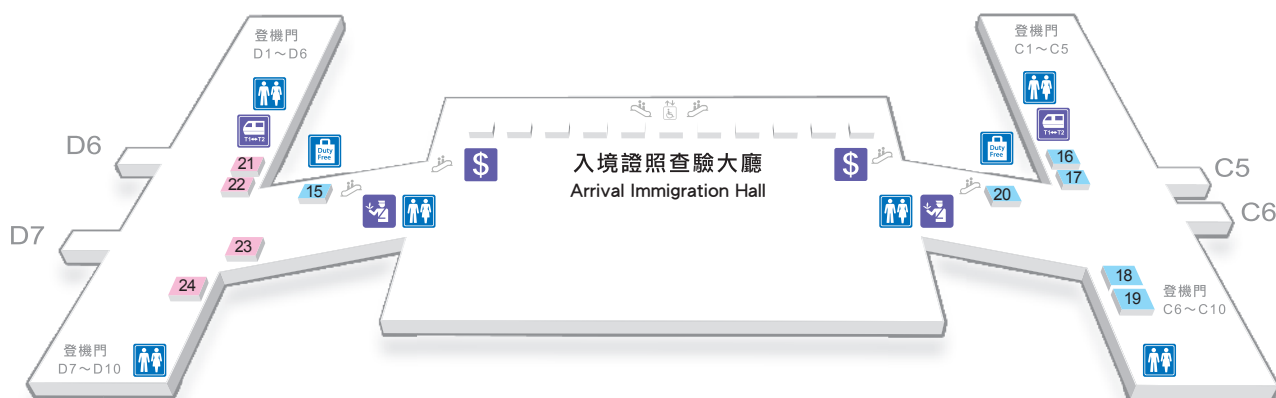 登機門
D1～D6
登機門
C1～C5
T1↔T2
T1↔T2
D6
Duty
Free
Duty
Free
21
22
15
$
入境證照查驗大廳
Arrival Immigration Hall
$
16
17
20
C5
C6
D7
23
24
18
19
登機門
C6～C10
登機門
D7～D10